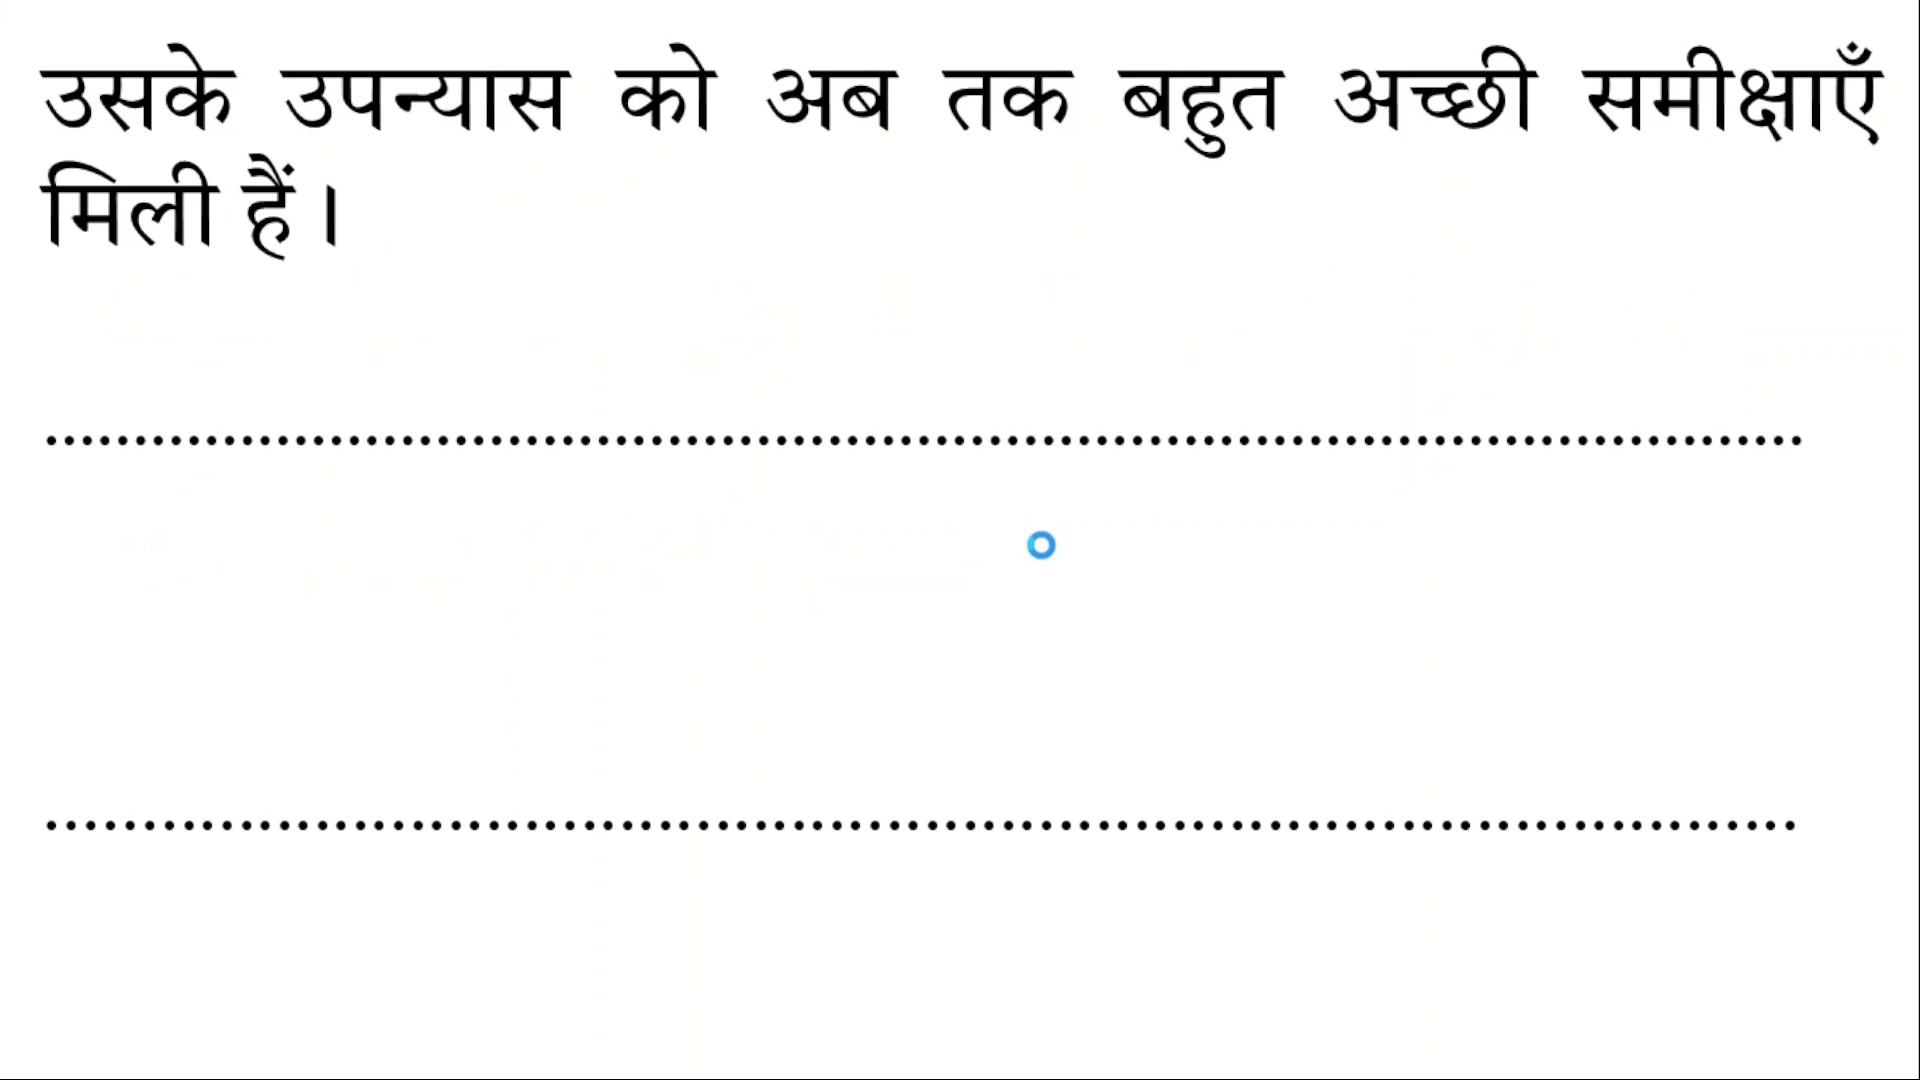 उसके उपन्यास को अब तक बहुत अच्छी समीक्षाएँ
मिली हैं।